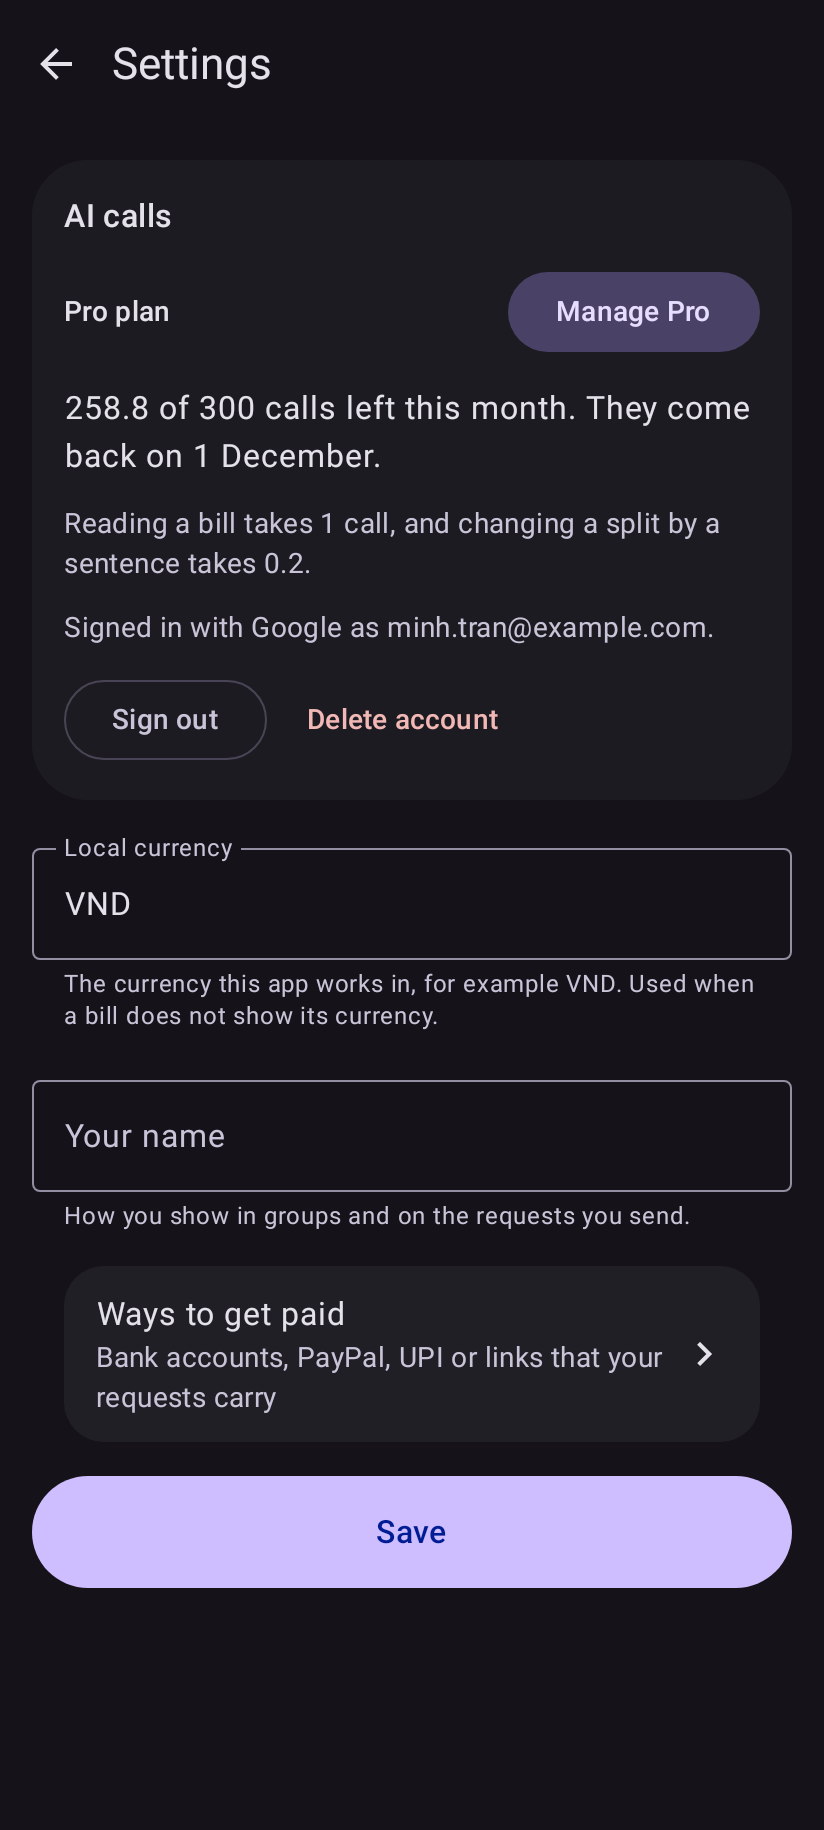 Settings
AI calls
Pro plan
Manage Pro
258.8 of 300 calls left this month. They come
back on 1 December.
Reading a bill takes 1 call, and changing a split by a
sentence takes 0.2.
Signed in with Google as minh.tran@example.com.
Sign out
Delete account
Local currency
VND
The currency this app works in, for example VND. Used when
a bill does not show its currency.
Your name
How you show in groups and on the requests you send.
Ways to get paid
Bank accounts, PayPal, UPI or links that your
requests carry
Save